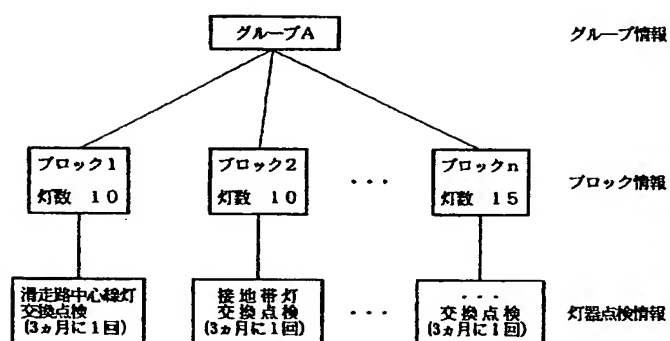 グループA
グループ情報
ブロック1
灯数 10
ブロック2
灯数 10
・・・
ブロックn
灯数 15
ブロック情報
滑走路中心線灯
交換点検
(3ヵ月に1回)
接地帯灯
交換点検
(3ヵ月に1回)
・・・
・・・
交換点検
(3ヵ月に1回)
灯器点検情報